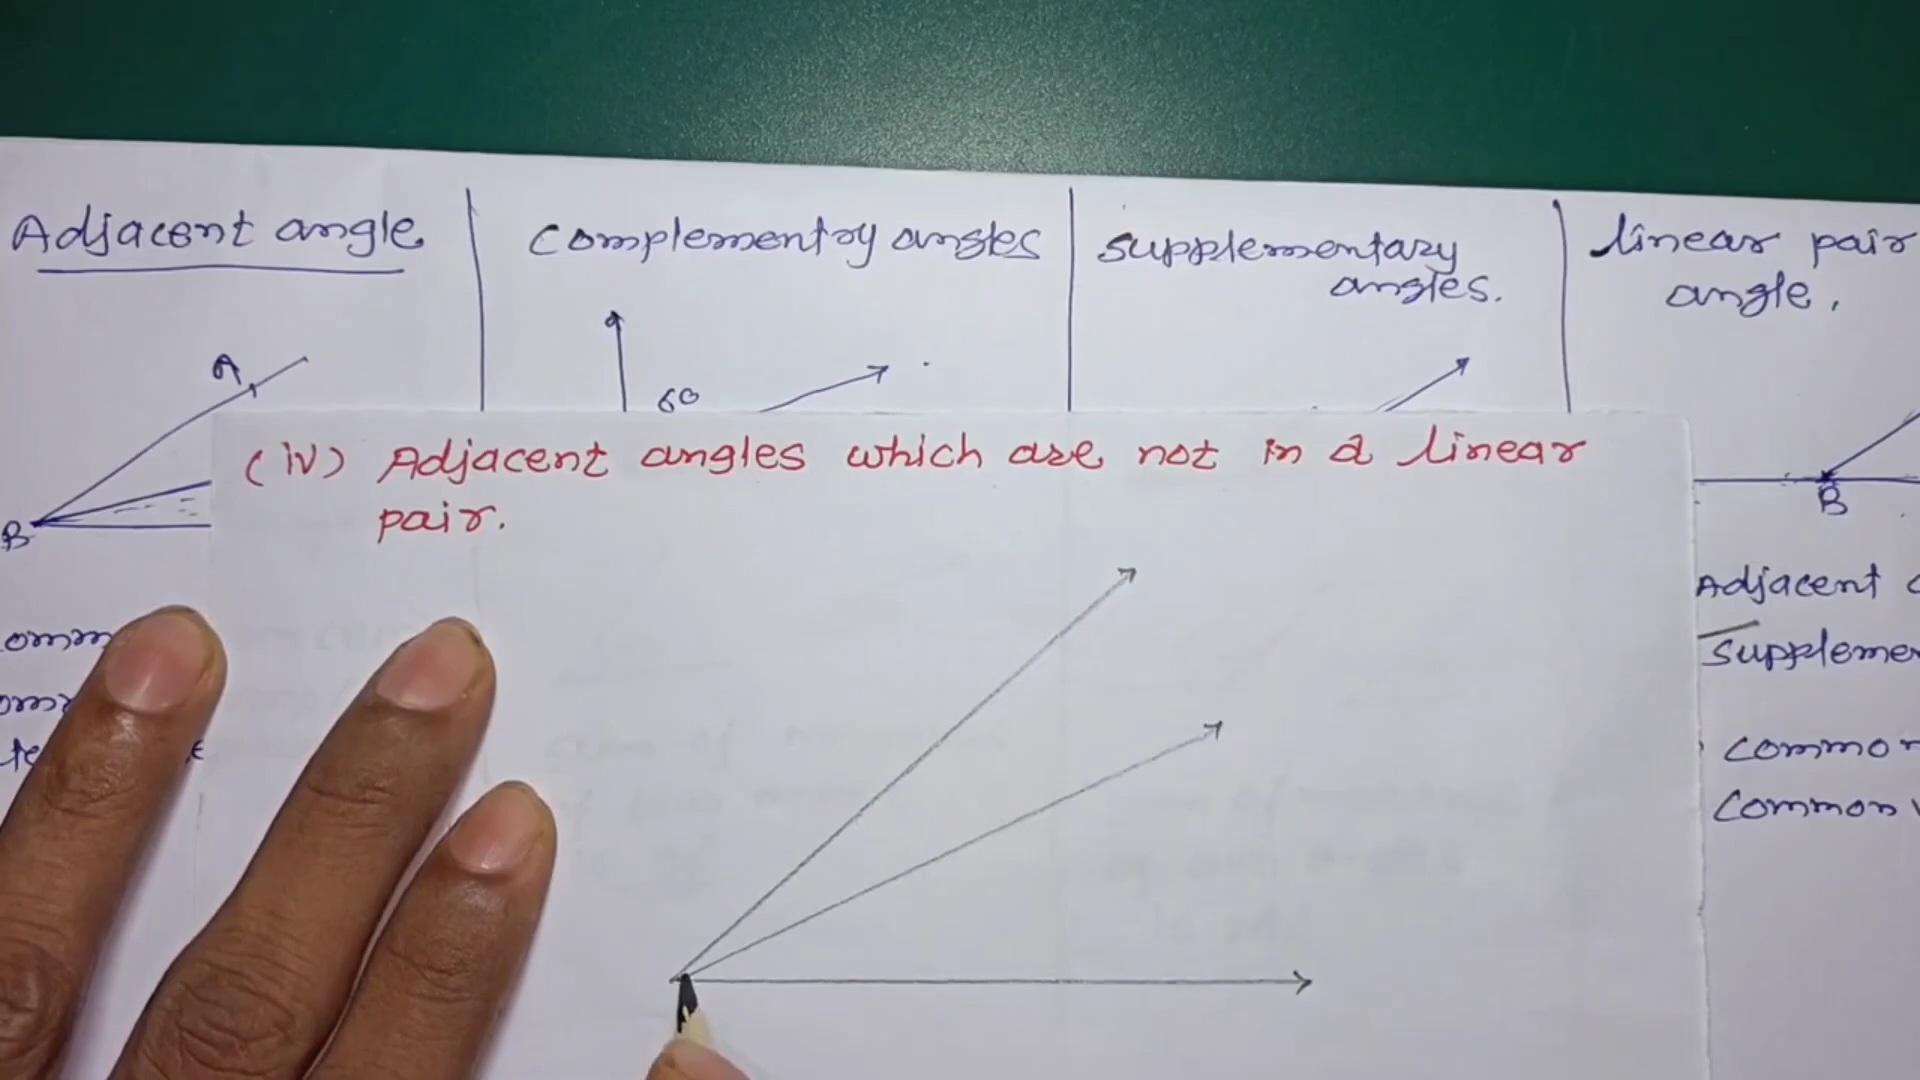 Adjacent angle
complementry angles
supplementary
angles.
linear pair
angle.
A
60
B
B
(iv) Adjacent angles which are not in a linear
pair.
Adjacent
Supplemen
common
common